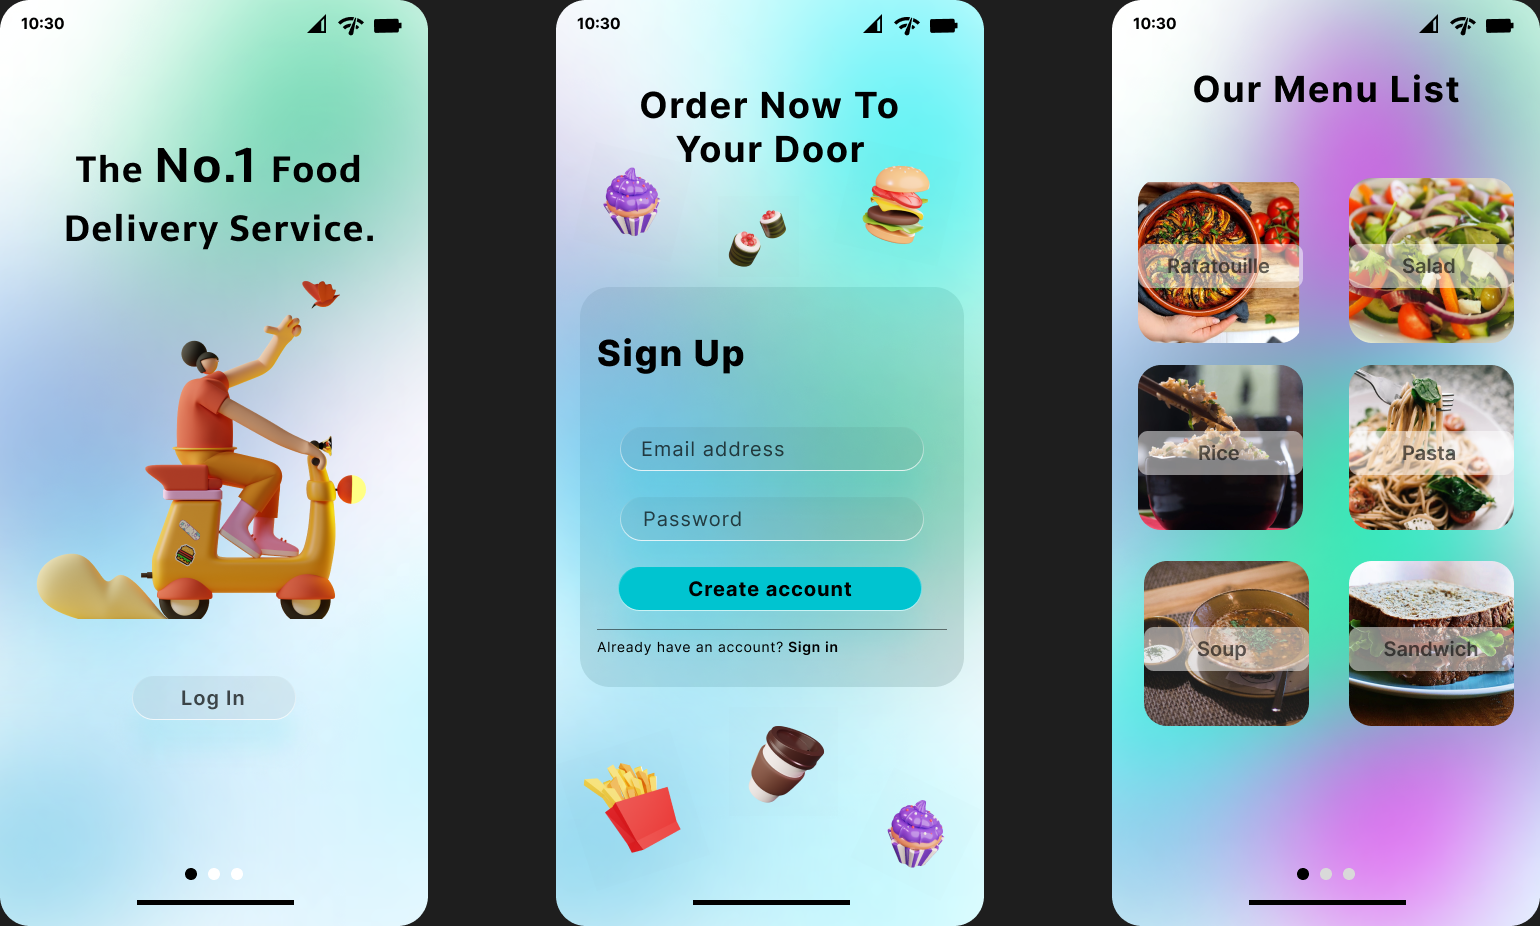 10:30
The No.1 Food
Delivery Service.
Log In
10:30
Order Now To
Your Door
Sign Up
Email address
Password
Create account
Already have an account? Sign in
10:30
Our Menu List
Ratatouille
Salad
Rice
Pasta
Soup
Sandwich